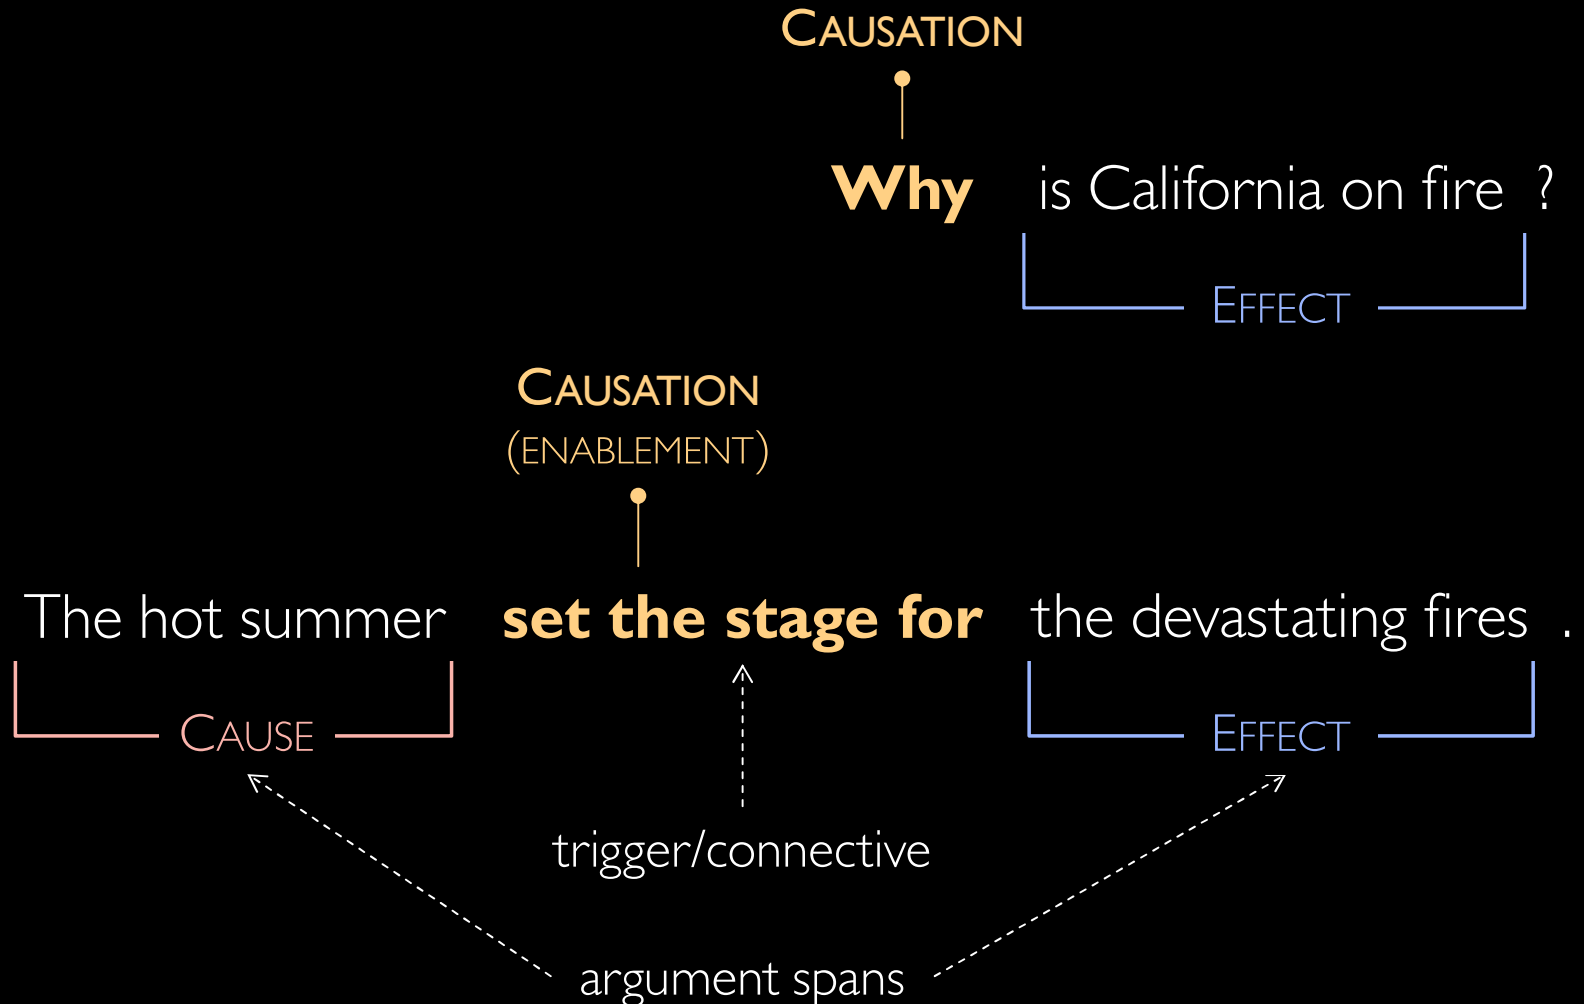 CAUSATION
Why is California on fire ?
EFFECT
CAUSATION
(ENABLEMENT)
The hot summer set the stage for the devastating fires .
CAUSE EFFECT
trigger/connective
argument spans